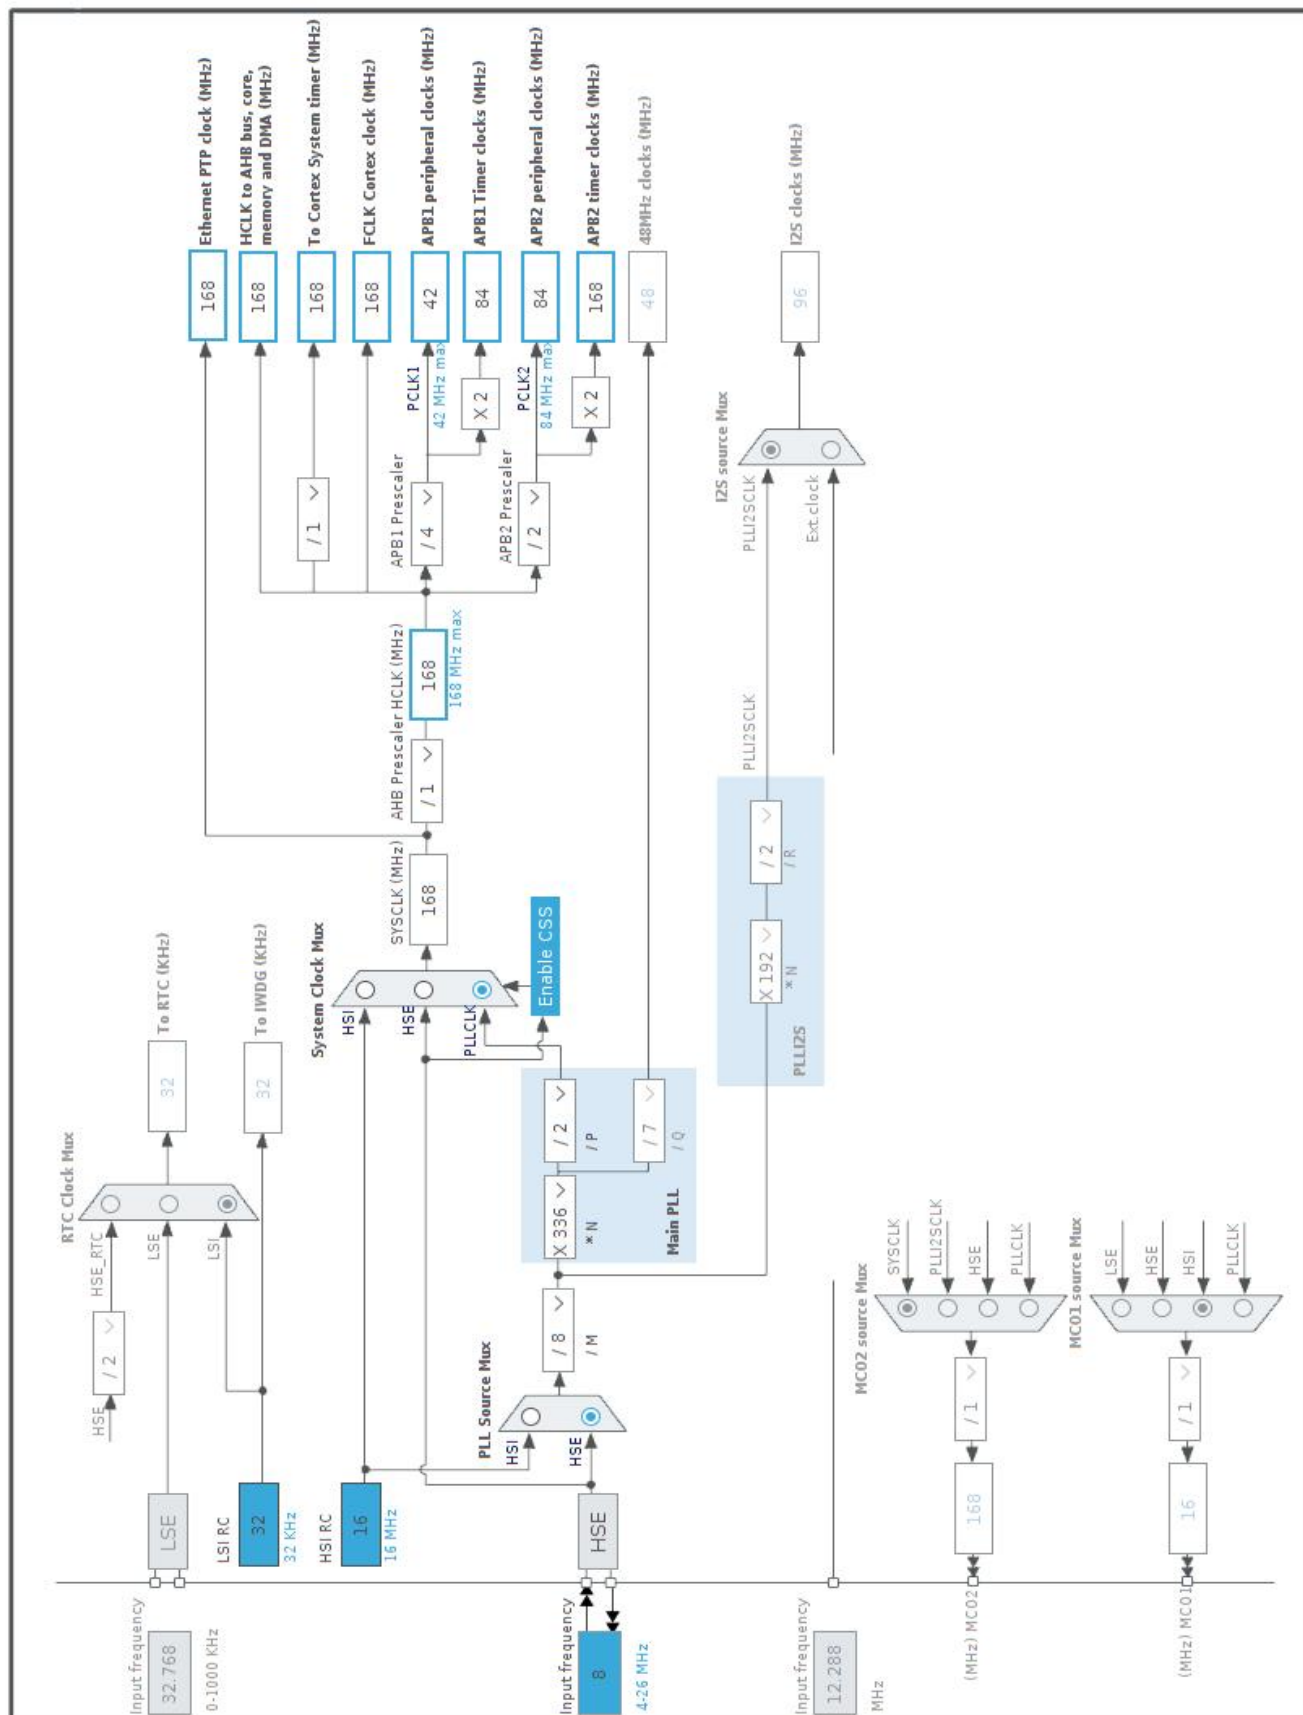 Input frequency
32.768
0-1000 KHz
LSE
HSE
/ 2
HSE_RTC
LSE
LSI
RTC Clock Mux
32
To RTC (KHz)
LSI RC
32
32 KHz
32
To IWDG (KHz)
HSI RC
16
16 MHz
Input frequency
8
4-26 MHz
HSE
PLL Source Mux
HSI
HSE
/ 8
/ M
X 336
* N
/ 2
/ P
/ 7
/ Q
Main PLL
System Clock Mux
HSI
HSE
PLLCLK
Enable CSS
SYSCLK (MHz)
168
AHB Prescaler
/ 1
HCLK (MHz)
168
168 MHz max
168
Ethernet PTP clock (MHz)
168
HCLK to AHB bus, core,
memory and DMA (MHz)
/ 1
168
To Cortex System timer (MHz)
168
FCLK Cortex clock (MHz)
APB1 Prescaler
/ 4
PCLK1
42 MHz max
42
APB1 peripheral clocks (MHz)
X 2
84
APB1 Timer clocks (MHz)
APB2 Prescaler
/ 2
PCLK2
84 MHz max
84
APB2 peripheral clocks (MHz)
X 2
168
APB2 timer clocks (MHz)
48
48MHz clocks (MHz)
X 192
* N
/ 2
/ R
PLLI2S
PLLI2SCLK
PLLI2SCLK
I2S source Mux
Ext.clock
96
I2S clocks (MHz)
Input frequency
12.288
MHz
MCO2 source Mux
SYSCLK
PLLI2SCLK
HSE
PLLCLK
/ 1
168
(MHz) MCO2
MCO1 source Mux
LSE
HSE
HSI
PLLCLK
/ 1
16
(MHz) MCO1